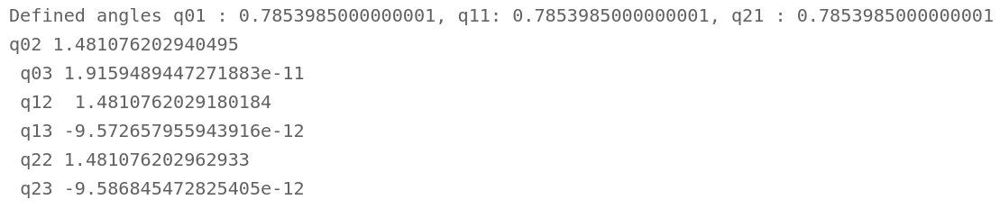 Defined angles q01 : 0.7853985000000001, q11: 0.7853985000000001, q21 : 0.7853985000000001
q02 1.481076202940495
q03 1.9159489447271883e-11
q12  1.4810762029180184
q13 -9.572657955943916e-12
q22 1.481076202962933
q23 -9.586845472825405e-12